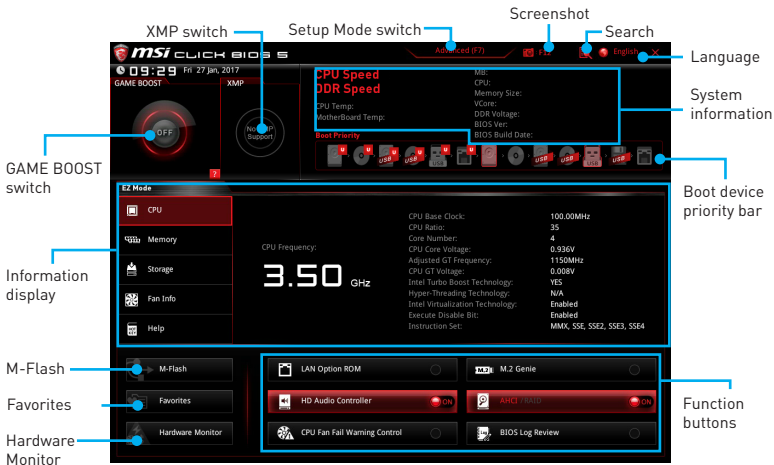 XMP switch
Setup Mode switch
Screenshot
Search
Language
System
information
Boot device
priority bar
GAME BOOST
switch
Information
display
M-Flash
Favorites
Hardware
Monitor
Function
buttons
msi CLICK BIOS 5
Advanced (F7)
F12
English
09:29 Fri 27 Jan, 2017
GAME BOOST
XMP
OFF
No XMP
Support
?
CPU Speed
DDR Speed
CPU Temp:
MotherBoard Temp:
MB:
CPU:
Memory Size:
VCore:
DDR Voltage:
BIOS Ver:
BIOS Build Date:
Boot Priority
U U U U U U
USB USB USB USB USB USB
EZ Mode
CPU
Memory
Storage
Fan Info
Help
CPU Frequency:
3.50 GHz
CPU Base Clock: 100.00MHz
CPU Ratio: 35
Core Number: 4
CPU Core Voltage: 0.936V
Adjusted GT Frequency: 1150MHz
CPU GT Voltage: 0.008V
Intel Turbo Boost Technology: YES
Hyper-Threading Technology: N/A
Intel Virtualization Technology: Enabled
Execute Disable Bit: Enabled
Instruction Set: MMX, SSE, SSE2, SSE3, SSE4
M-Flash
Favorites
Hardware Monitor
LAN Option ROM
M.2 M.2 Genie
HD Audio Controller ON
AHCI /RAID ON
CPU Fan Fail Warning Control
Log BIOS Log Review